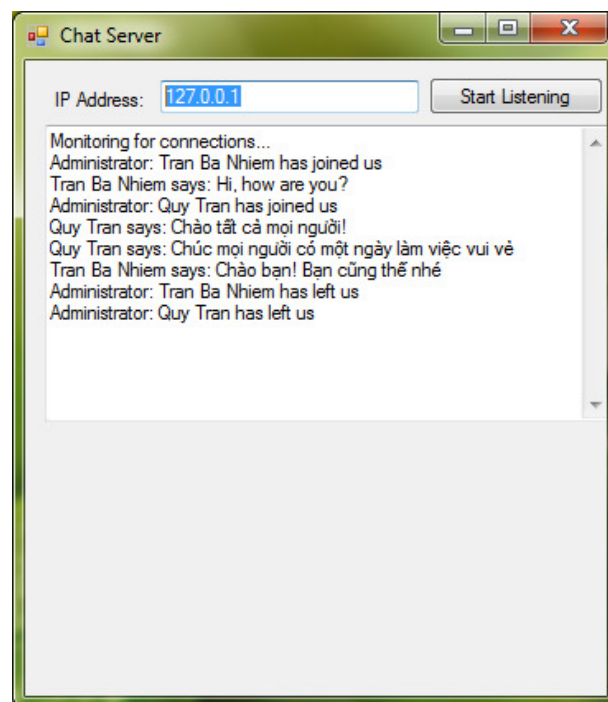 Chat Server
IP Address: 127.0.0.1 Start Listening
Monitoring for connections...
Administrator: Tran Ba Nhiem has joined us
Tran Ba Nhiem says: Hi, how are you?
Administrator: Quy Tran has joined us
Quy Tran says: Chào tất cả mọi người!
Quy Tran says: Chúc mọi người có một ngày làm việc vui vẻ
Tran Ba Nhiem says: Chào bạn! Bạn cũng thế nhé
Administrator: Tran Ba Nhiem has left us
Administrator: Quy Tran has left us